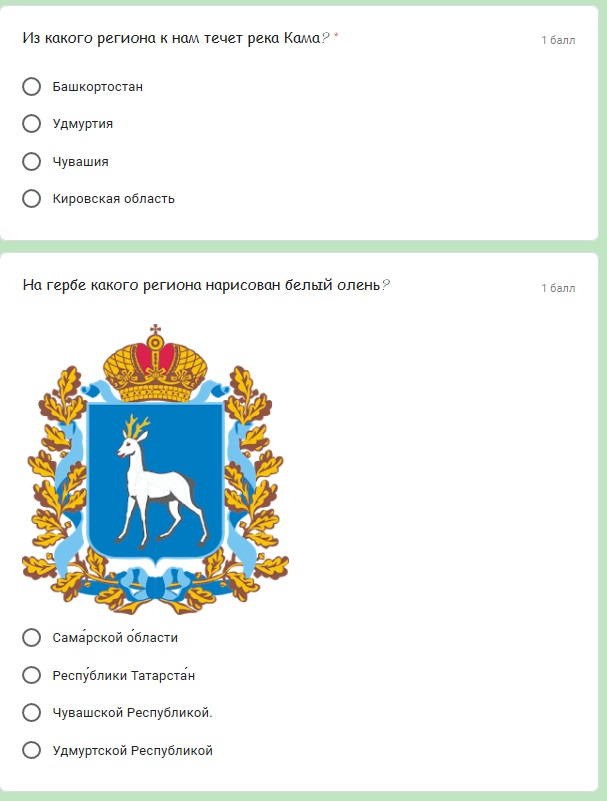 Из какого региона к нам течет река Кама? *
1 балл
Башкортостан
Удмуртия
Чувашия
Кировская область
На гербе какого региона нарисован белый олень?
1 балл
Сама́рской о́бласти
Респу́блики Татарста́н
Чувашской Республикой.
Удмуртской Республикой